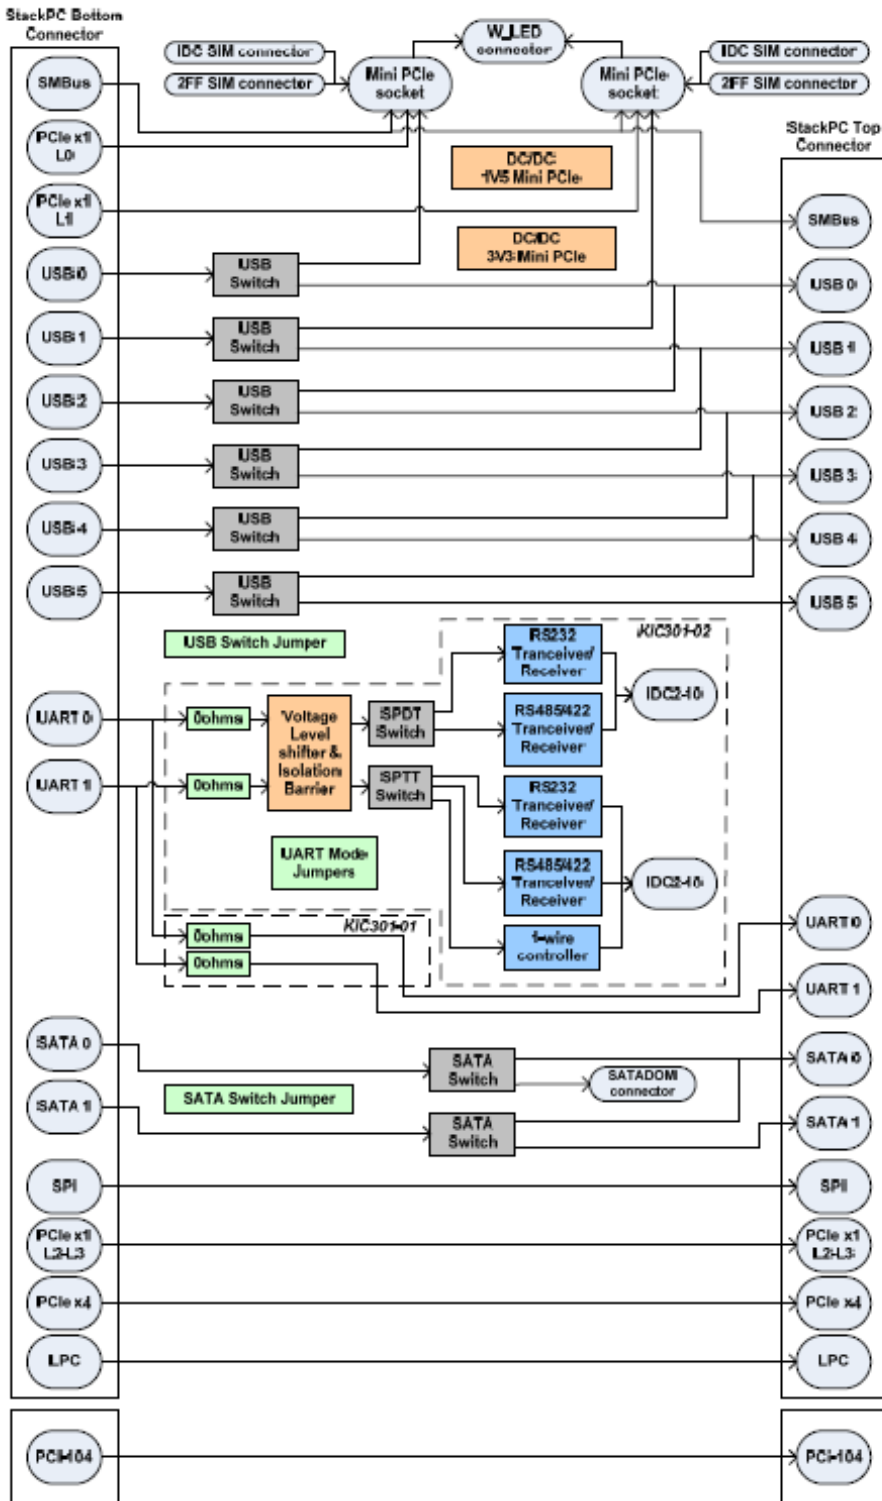 StackPC Bottom
Connector
W_LED
connector
IDC SIM connector
2FF SIM connector
Mini PCIe
socket
Mini PCIe
socket
IDC SIM connector
2FF SIM connector
StackPC Top
Connector
SMBus
PCIe x1
L0
PCIe x1
L1
DC/DC
1V5 Mini PCIe
DC/DC
3V3 Mini PCIe
SMBus
USB 0
USB
Switch
USB 0
USB 1
USB
Switch
USB 1
USB 2
USB
Switch
USB 2
USB 3
USB
Switch
USB 3
USB 4
USB
Switch
USB 4
USB 5
USB
Switch
USB 5
USB Switch Jumper
KIC301-02
RS232
Tranceiver/
Receiver
IDC2-10
UART 0
0ohms
Voltage
Level
shifter &
Isolation
Barrier
SPDT
Switch
RS485/422
Tranceiver/
Receiver
UART 1
0ohms
SPTT
Switch
RS232
Tranceiver/
Receiver
UART Mode
Jumpers
RS485/422
Tranceiver/
Receiver
IDC2-10
KIC301-01
0ohms
0ohms
1-wire
controller
UART 0
UART 1
SATA 0
SATA
Switch
SATADOM
connector
SATA 0
SATA 1
SATA Switch Jumper
SATA
Switch
SATA 1
SPI
SPI
PCIe x1
L2-L3
PCIe x1
L2-L3
PCIe x4
PCIe x4
LPC
LPC
PCI-104
PCI-104